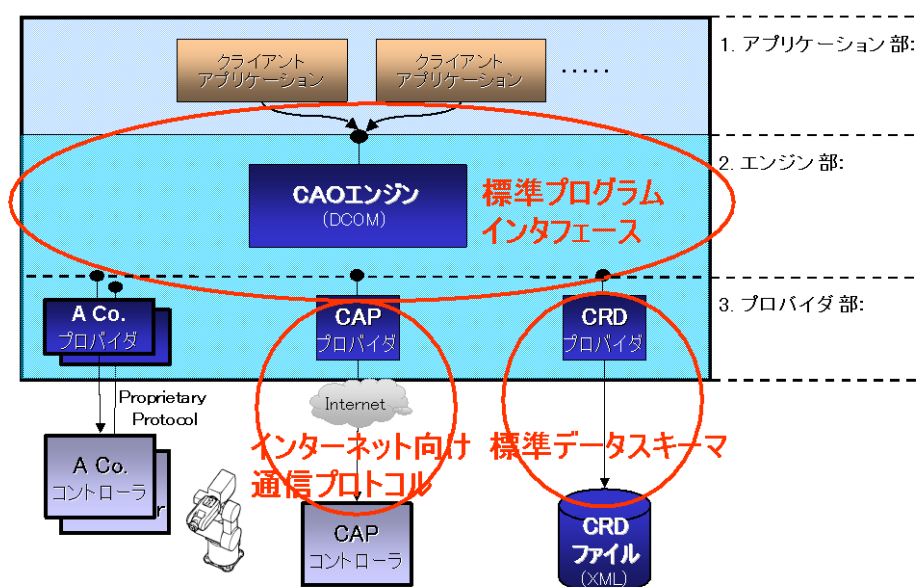 1. アプリケーション部:
クライアント
アプリケーション
クライアント
アプリケーション
.....
2. エンジン部:
CAOエンジン
(DCOM)
標準プログラム
インタフェース
3. プロバイダ部:
A Co.
プロバイダ
CAP
プロバイダ
CRD
プロバイダ
Proprietary
Protocol
Internet
インターネット向け
通信プロトコル
標準データスキーマ
A Co.
コントローラ
r
CAP
コントローラ
CRD
ファイル
(XML)